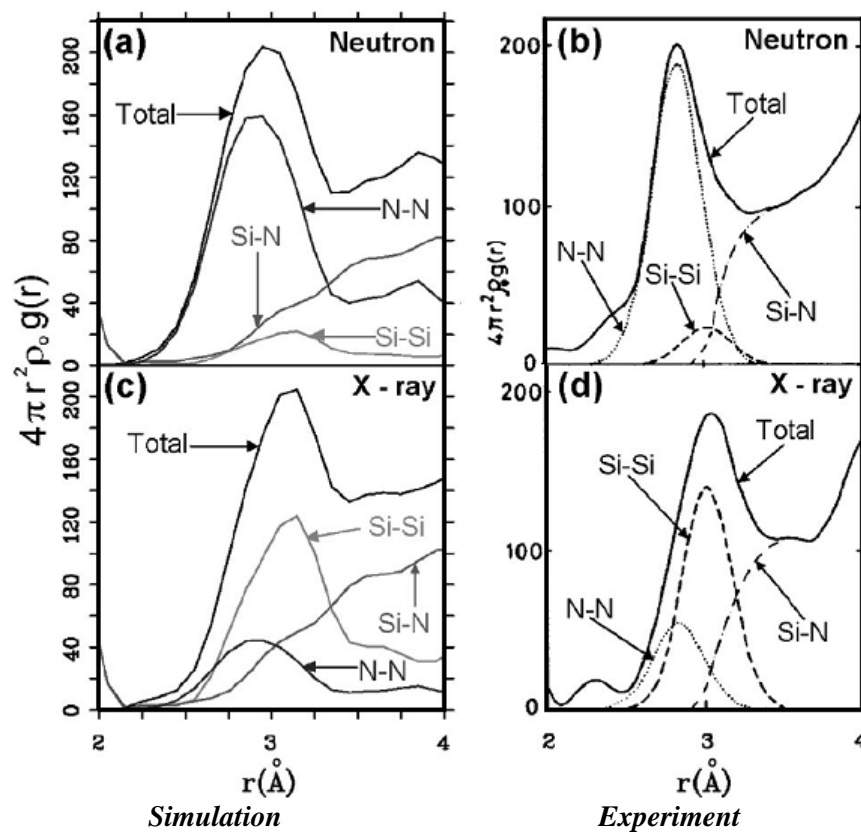 (a) Neutron
Total
N-N
Si-N
Si-Si
200
160
120
80
40
0
(b) Neutron
Total
N-N
Si-Si
Si-N
200
100
0
4πr²ρg(r)
4πr²ρₒg(r)
(c) X - ray
Total
Si-Si
Si-N
N-N
200
160
120
80
40
0
2 3 4
r(Å)
(d) X - ray
Total
Si-Si
N-N
Si-N
200
100
0
2 3 4
r(Å)
Simulation Experiment